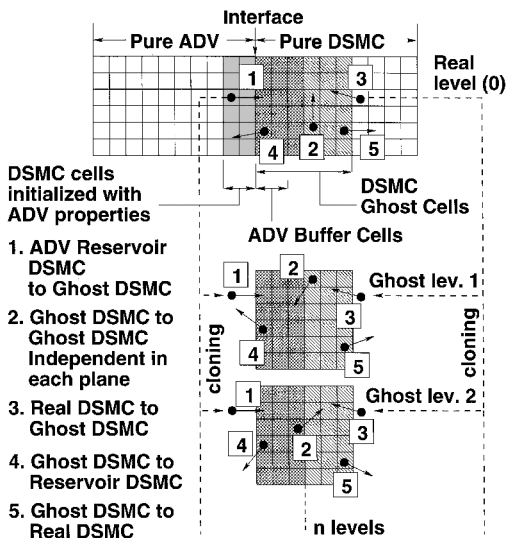 Interface
Pure ADV
Pure DSMC
Real
level (0)
1
3
4
2
5
DSMC cells
initialized with
ADV properties
DSMC
Ghost Cells
ADV Buffer Cells
1. ADV Reservoir
DSMC
to Ghost DSMC
2. Ghost DSMC to
Ghost DSMC
Independent in
each plane
3. Real DSMC to
Ghost DSMC
4. Ghost DSMC to
Reservoir DSMC
5. Ghost DSMC to
Real DSMC
cloning
1
2
Ghost lev. 1
3
4
5
cloning
1
Ghost lev. 2
4
2
3
5
n levels